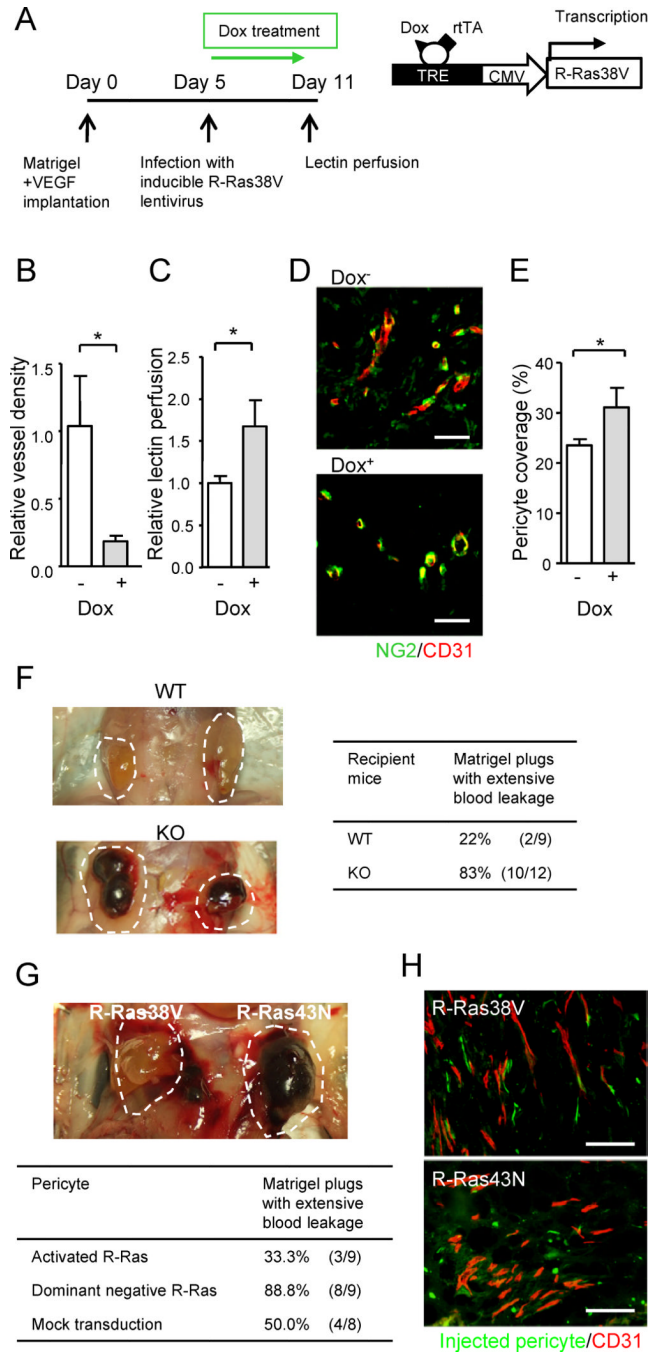 A
Dox treatment
Day 0 Day 5 Day 11
Matrigel
+VEGF
implantation
Infection with
inducible R-Ras38V
lentivirus
Lectin perfusion
Dox rtTA Transcription
TRE CMV R-Ras38V
B
*
Relative vessel density
1.5
1.0
0.5
0.0
- +
Dox
C
*
Relative lectin perfusion
2.5
2.0
1.5
1.0
0.5
0.0
- +
Dox
D
Dox-
Dox+
NG2/CD31
E
*
Pericyte coverage (%)
40
30
20
10
0
- +
Dox
F
WT
KO
Recipient
mice
Matrigel plugs
with extensive
blood leakage
WT 22% (2/9)
KO 83% (10/12)
G
R-Ras38V R-Ras43N
Pericyte
Matrigel plugs
with extensive
blood leakage
Activated R-Ras 33.3% (3/9)
Dominant negative R-Ras 88.8% (8/9)
Mock transduction 50.0% (4/8)
H
R-Ras38V
R-Ras43N
Injected pericyte/CD31